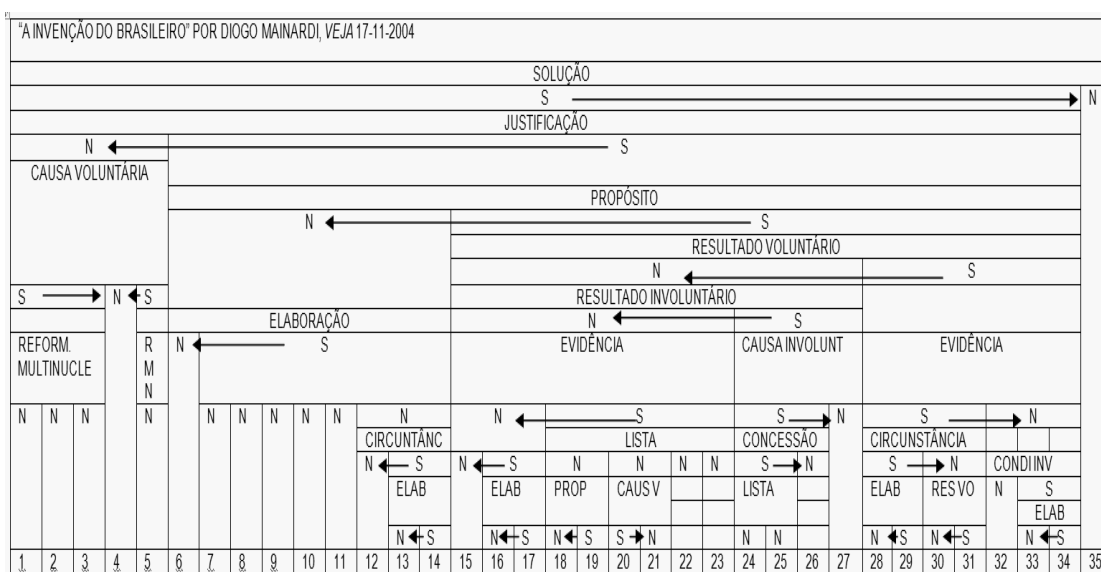 "A INVENÇÃO DO BRASILEIRO" POR DIOGO MAINARDI, VEJA 17-11-2004
SOLUÇÃO
S N
JUSTIFICAÇÃO
N S
CAUSA VOLUNTÁRIA
PROPÓSITO
N S
RESULTADO VOLUNTÁRIO
N S
S N S RESULTADO INVOLUNTÁRIO
ELABORAÇÃO N S
REFORM. R N S EVIDÊNCIA CAUSA INVOLUNT EVIDÊNCIA
MULTINUCLE M
N
N N N N N N N N N N N S S N S N
CIRCUNTÂNC LISTA CONCESSÃO CIRCUNSTÂNCIA
N S N S N N N N S N S N CONDI INV
ELAB ELAB PROP CAUS V LISTA ELAB RES VO N S
ELAB
N S N S N S S N N N N S N S N S
1 2 3 4 5 6 7 8 9 10 11 12 13 14 15 16 17 18 19 20 21 22 23 24 25 26 27 28 29 30 31 32 33 34 35